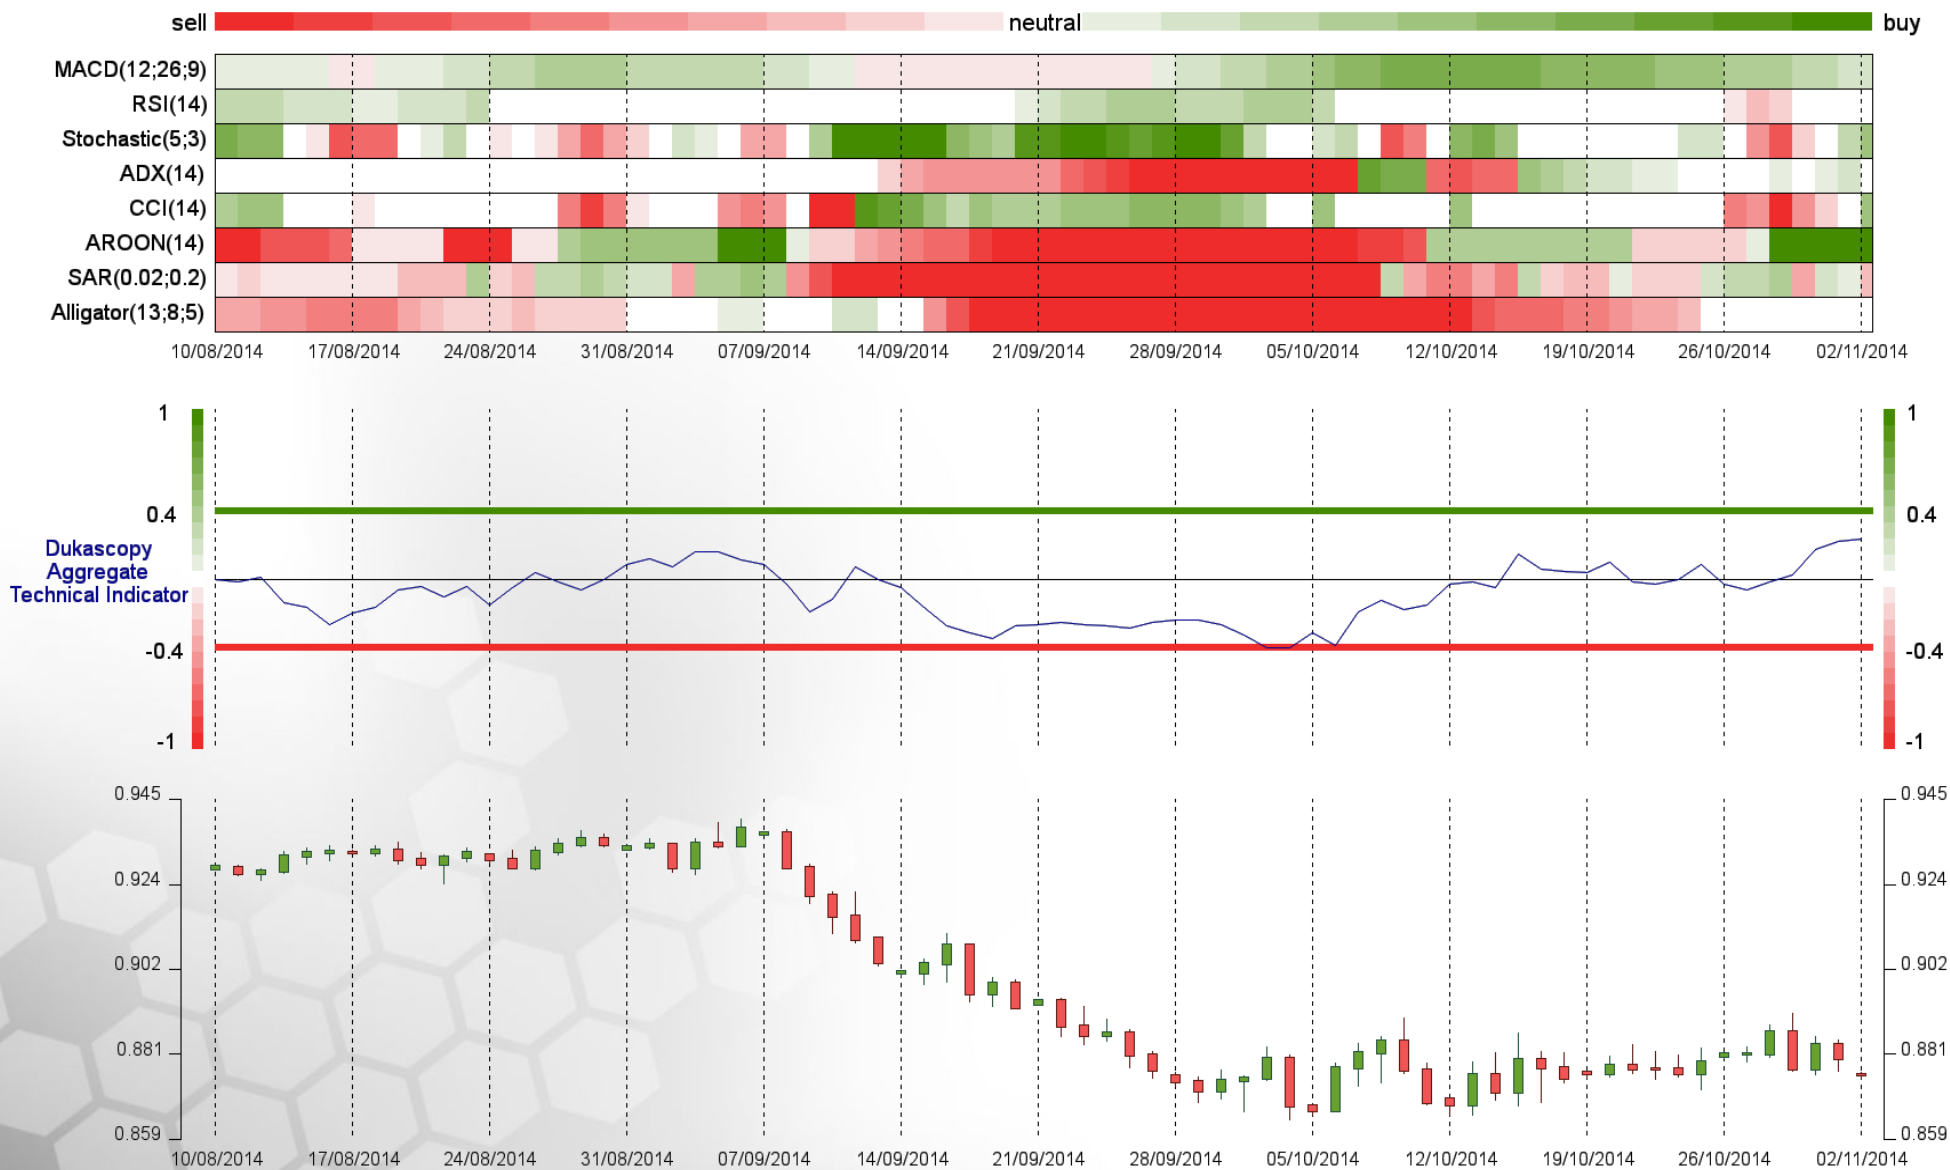 sell neutral buy
MACD(12;26;9)
RSI(14)
Stochastic(5;3)
ADX(14)
CCI(14)
AROON(14)
SAR(0.02;0.2)
Alligator(13;8;5)
10/08/2014 17/08/2014 24/08/2014 31/08/2014 07/09/2014 14/09/2014 21/09/2014 28/09/2014 05/10/2014 12/10/2014 19/10/2014 26/10/2014 02/11/2014
1 1
0.4 0.4
Dukascopy
Aggregate
Technical Indicator
-0.4 -0.4
-1 -1
0.945 0.945
0.924 0.924
0.902 0.902
0.881 0.881
0.859 0.859
10/08/2014 17/08/2014 24/08/2014 31/08/2014 07/09/2014 14/09/2014 21/09/2014 28/09/2014 05/10/2014 12/10/2014 19/10/2014 26/10/2014 02/11/2014